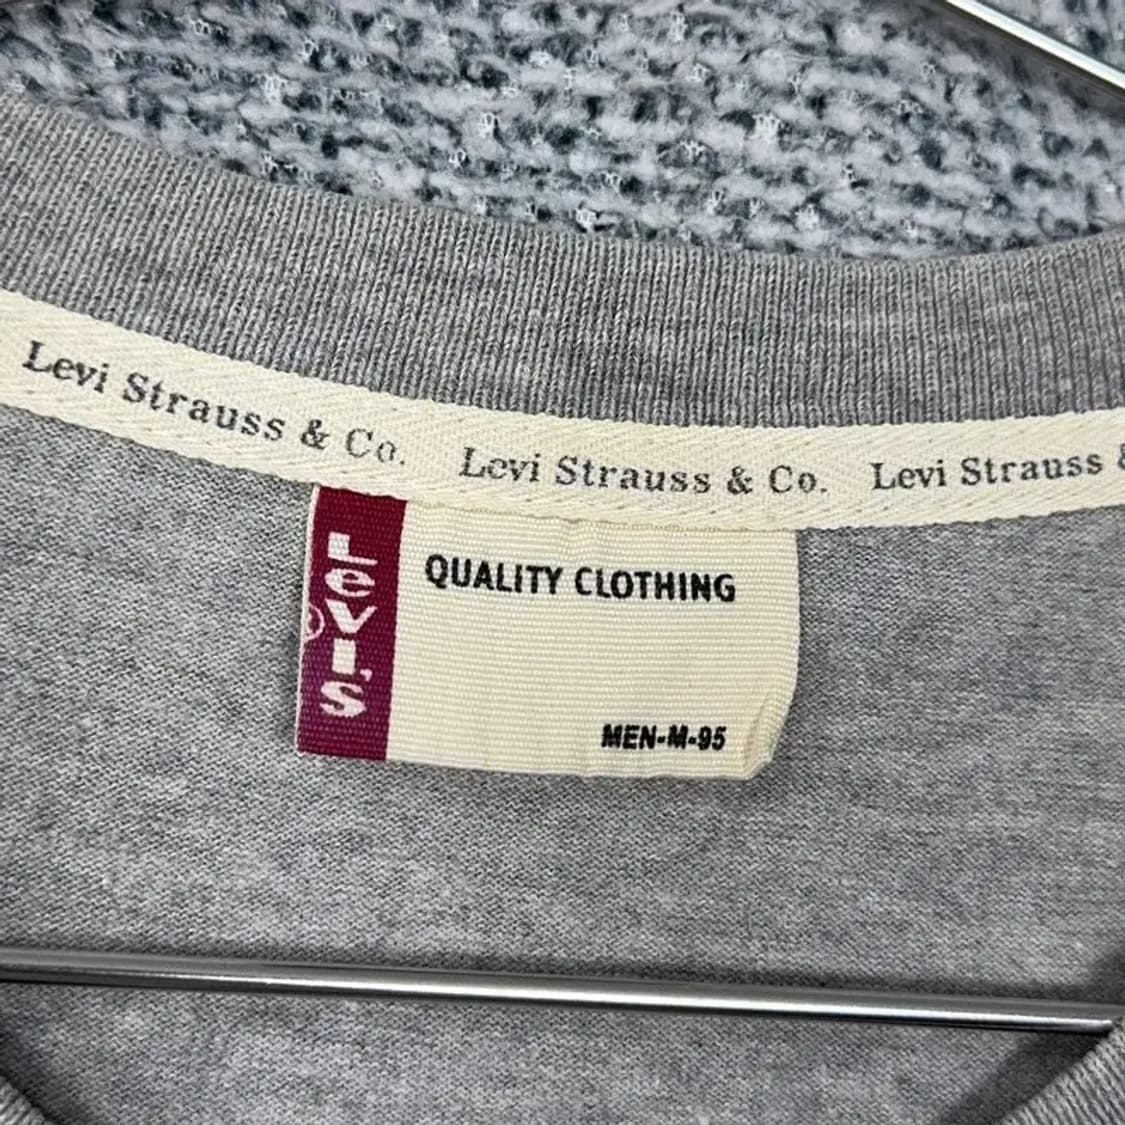 Levi Strauss & Co. Levi Strauss & Co. Levi Strauss &
Levi's
QUALITY CLOTHING
MEN-M-95